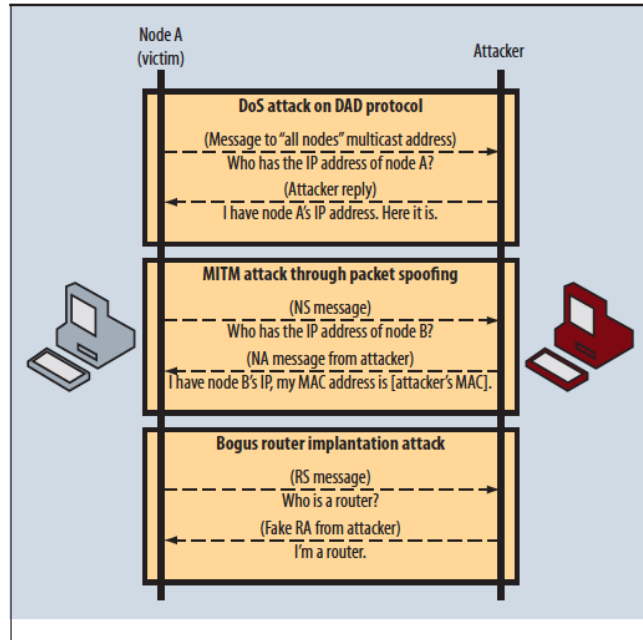 Node A
(victim)
Attacker
DoS attack on DAD protocol
(Message to “all nodes” multicast address)
Who has the IP address of node A?
(Attacker reply)
I have node A’s IP address. Here it is.
MITM attack through packet spoofing
(NS message)
Who has the IP address of node B?
(NA message from attacker)
I have node B’s IP, my MAC address is [attacker’s MAC].
Bogus router implantation attack
(RS message)
Who is a router?
(Fake RA from attacker)
I’m a router.